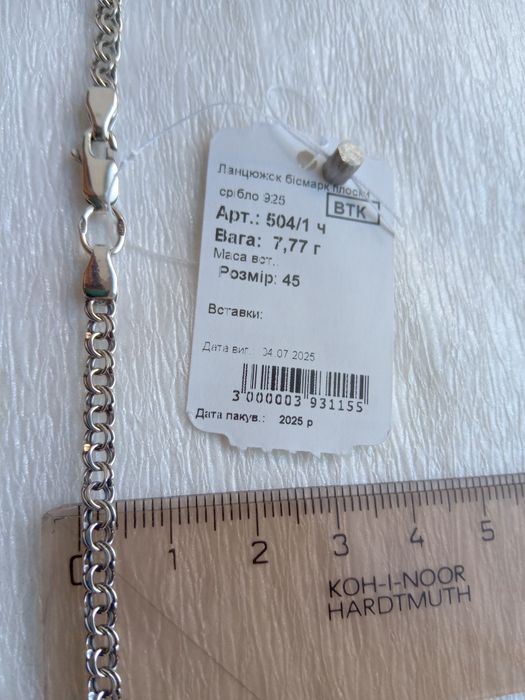 Ланцюжок бісмарк плоский
срібло 925
ВТК
Арт.: 504/1 ч
Вага: 7,77 г
Маса вст.:
Розмір: 45
Вставки:
Дата виг.: 04.07.2025
3 000003 931155
Дата пакув.: 2025 р
0 1 2 3 4 5
KOH-I-NOOR
HARDTMUTH